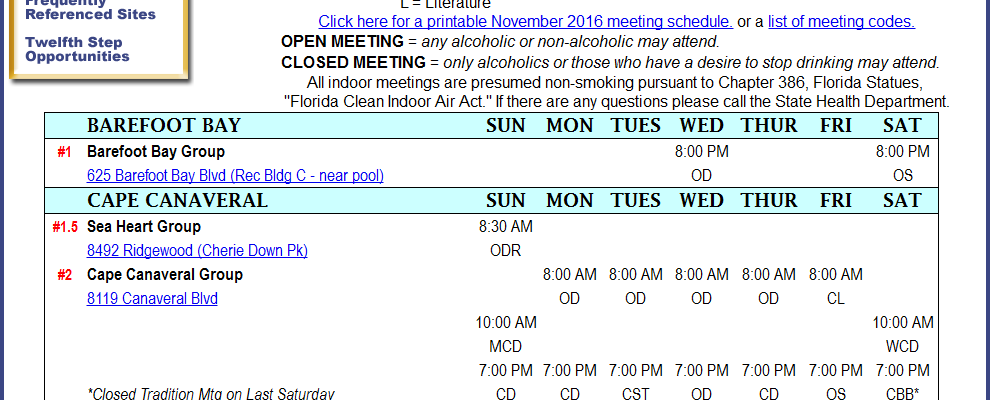 Frequently
Referenced Sites
Twelfth Step
Opportunities
L = Literature
Click here for a printable November 2016 meeting schedule. or a list of meeting codes.
OPEN MEETING = any alcoholic or non-alcoholic may attend.
CLOSED MEETING = only alcoholics or those who have a desire to stop drinking may attend.
All indoor meetings are presumed non-smoking pursuant to Chapter 386, Florida Statues,
"Florida Clean Indoor Air Act." If there are any questions please call the State Health Department.
BAREFOOT BAY SUN MON TUES WED THUR FRI SAT
#1 Barefoot Bay Group 8:00 PM 8:00 PM
625 Barefoot Bay Blvd (Rec Bldg C - near pool) OD OS
CAPE CANAVERAL SUN MON TUES WED THUR FRI SAT
#1.5 Sea Heart Group 8:30 AM
8492 Ridgewood (Cherie Down Pk) ODR
#2 Cape Canaveral Group 8:00 AM 8:00 AM 8:00 AM 8:00 AM 8:00 AM
8119 Canaveral Blvd OD OD OD OD CL
10:00 AM 10:00 AM
MCD WCD
7:00 PM 7:00 PM 7:00 PM 7:00 PM 7:00 PM 7:00 PM 7:00 PM
*Closed Tradition Mtg on Last Saturday CD CD CST OD CD OS CBB*